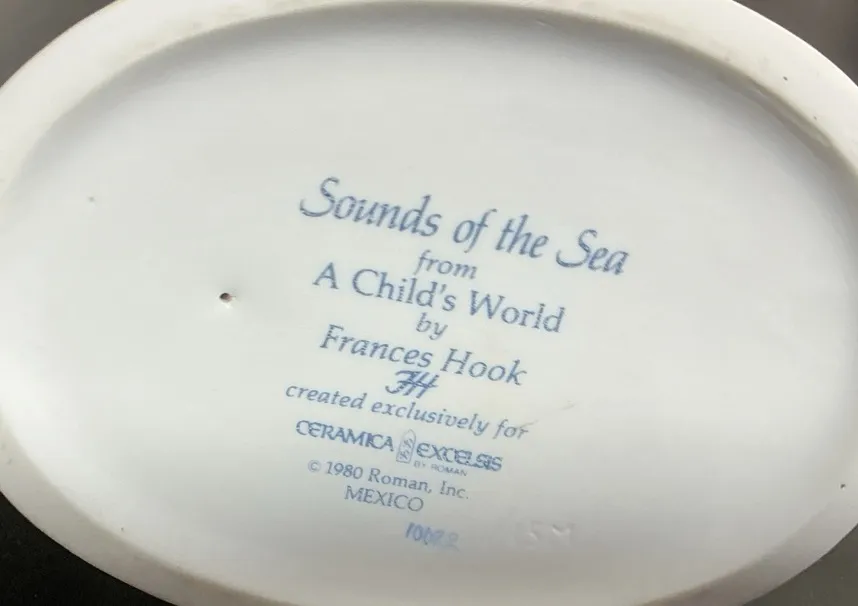 Sounds of the Sea
from
A Child's World
by
Frances Hook
FH
created exclusively for
CERAMICA EXCELSIS
BY ROMAN
© 1980 Roman, Inc.
MEXICO